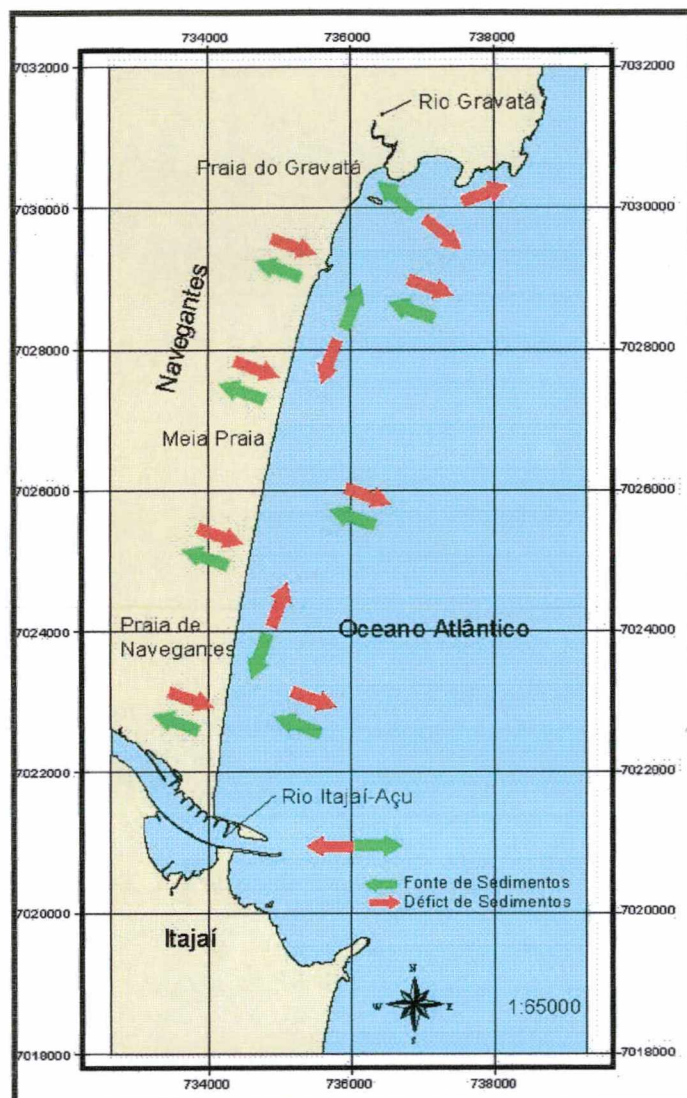 734000 736000 738000
7032000 7032000
Rio Gravatá
Praia do Gravatá
7030000 7030000
Navegantes
7028000 7028000
Meia Praia
7026000 7026000
Praia de
Navegantes
Oceano Atlântico
7024000 7024000
7022000 7022000
Rio Itajaí-Açu
Fonte de Sedimentos
Défict de Sedimentos
7020000 7020000
Itajaí
N
W E
S
1:65000
7018000 7018000
734000 736000 738000